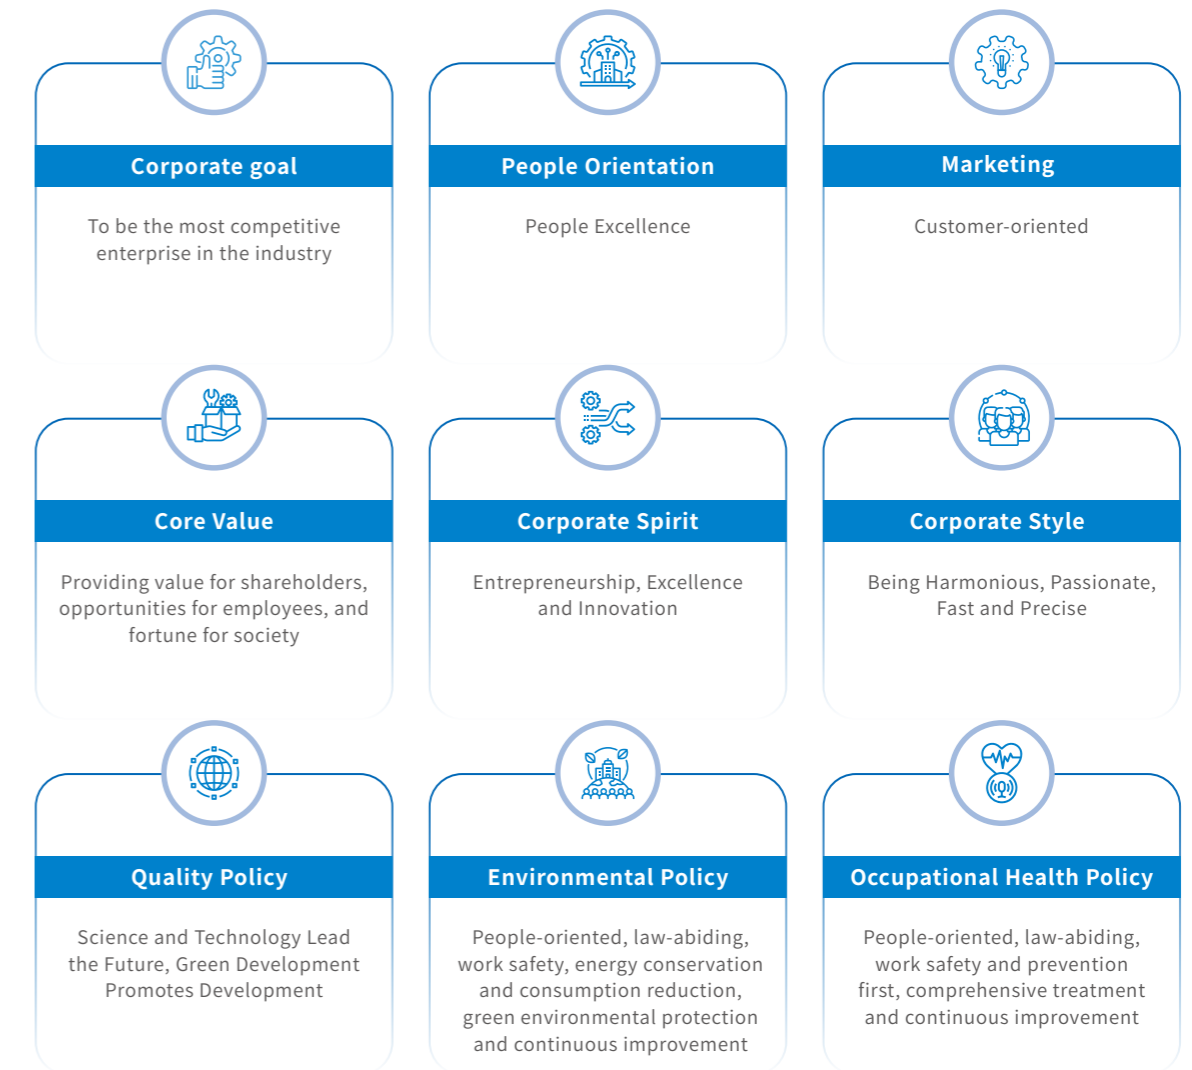 Corporate goal
To be the most competitive
enterprise in the industry
People Orientation
People Excellence
Marketing
Customer-oriented
Core Value
Providing value for shareholders,
opportunities for employees, and
fortune for society
Corporate Spirit
Entrepreneurship, Excellence
and Innovation
Corporate Style
Being Harmonious, Passionate,
Fast and Precise
Quality Policy
Science and Technology Lead
the Future, Green Development
Promotes Development
Environmental Policy
People-oriented, law-abiding,
work safety, energy conservation
and consumption reduction,
green environmental protection
and continuous improvement
Occupational Health Policy
People-oriented, law-abiding,
work safety and prevention
first, comprehensive treatment
and continuous improvement